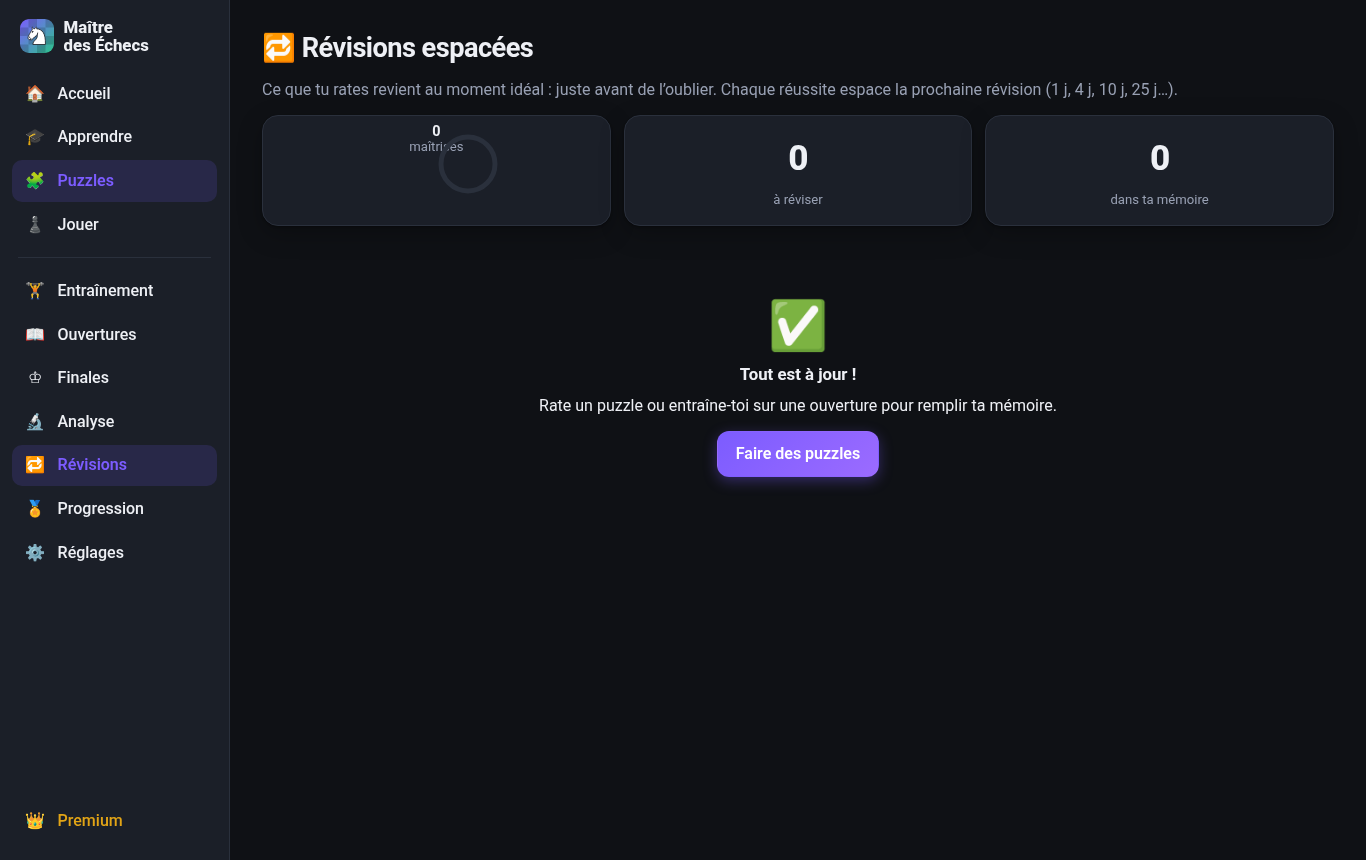 Maître
des Échecs
Accueil
Apprendre
Puzzles
Jouer
Entraînement
Ouvertures
Finales
Analyse
Révisions
Progression
Réglages
Premium
Révisions espacées
Ce que tu rates revient au moment idéal : juste avant de l’oublier. Chaque réussite espace la prochaine révision (1 j, 4 j, 10 j, 25 j…).
0
maîtrisés
0
à réviser
0
dans ta mémoire
Tout est à jour !
Rate un puzzle ou entraîne-toi sur une ouverture pour remplir ta mémoire.
Faire des puzzles